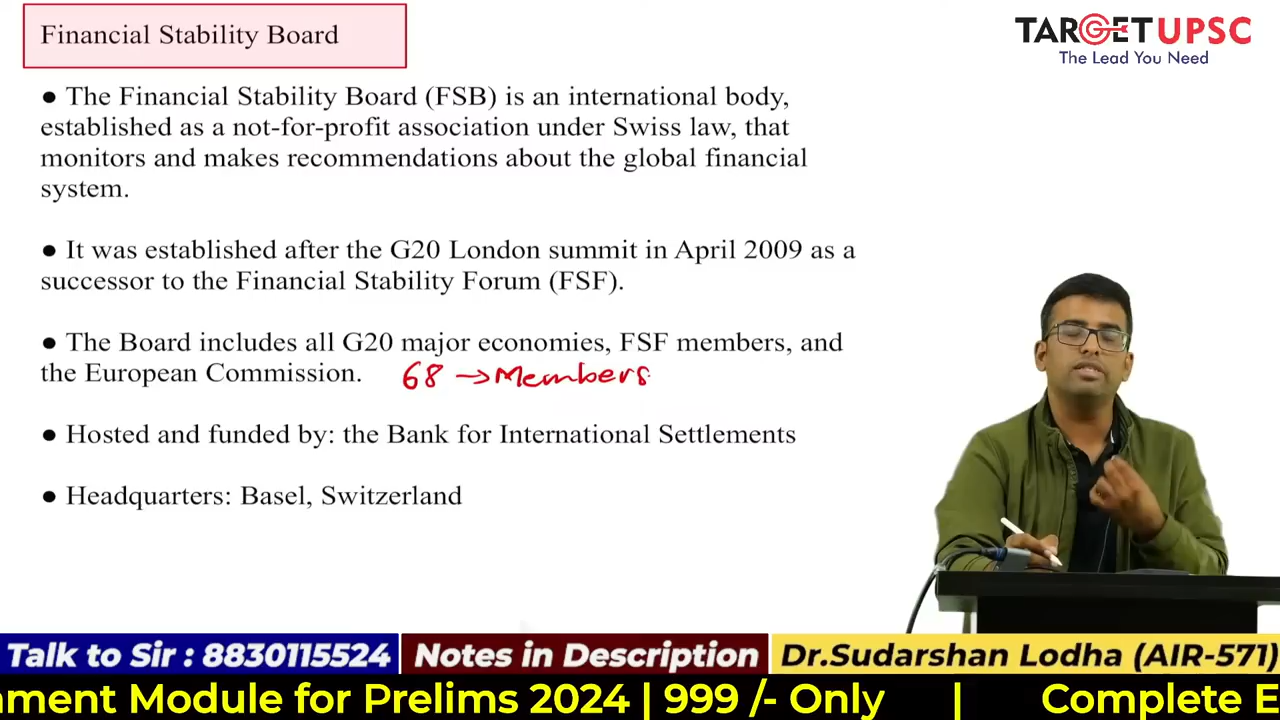 Financial Stability Board
TARGETUPSC
The Lead You Need
● The Financial Stability Board (FSB) is an international body,
established as a not-for-profit association under Swiss law, that
monitors and makes recommendations about the global financial
system.
● It was established after the G20 London summit in April 2009 as a
successor to the Financial Stability Forum (FSF).
● The Board includes all G20 major economies, FSF members, and
the European Commission. 68 → Members
● Hosted and funded by: the Bank for International Settlements
● Headquarters: Basel, Switzerland
Talk to Sir : 8830115524 Notes in Description Dr.Sudarshan Lodha (AIR-571)
Module for Prelims 2024 | 999 /- Only | Complete